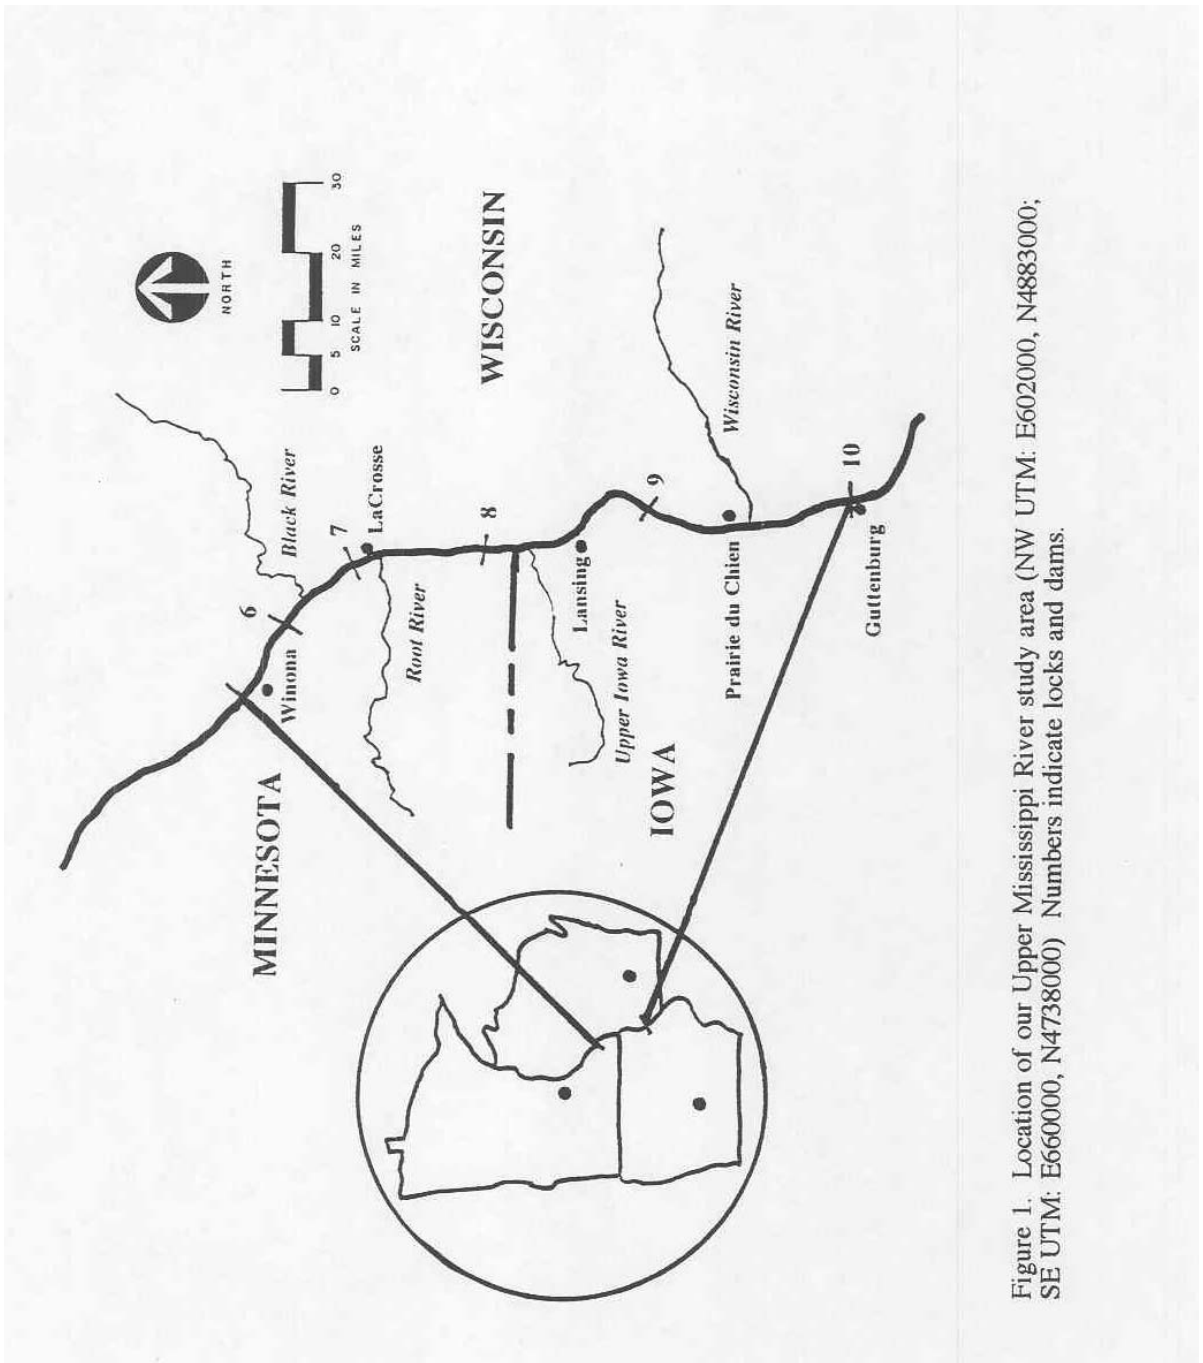 NORTH
0 5 10 20 30
SCALE IN MILES
MINNESOTA
WISCONSIN
IOWA
Winona
6
Black River
7
LaCrosse
Root River
8
Upper Iowa River
Lansing
9
Prairie du Chien
Wisconsin River
10
Guttenburg
Figure 1. Location of our Upper Mississippi River study area (NW UTM: E602000, N4883000;
SE UTM: E660000, N4738000) Numbers indicate locks and dams.